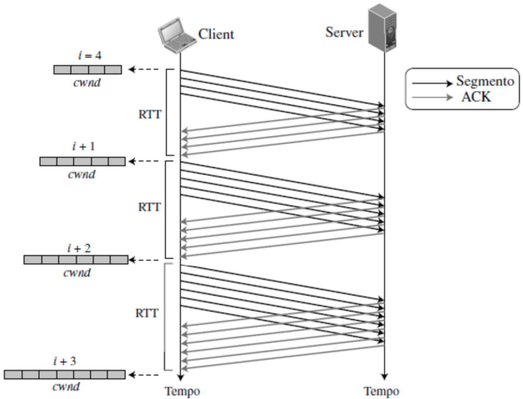 Client
Server
i = 4
cwnd
Segmento
ACK
RTT
i + 1
cwnd
RTT
i + 2
cwnd
RTT
i + 3
cwnd
Tempo
Tempo